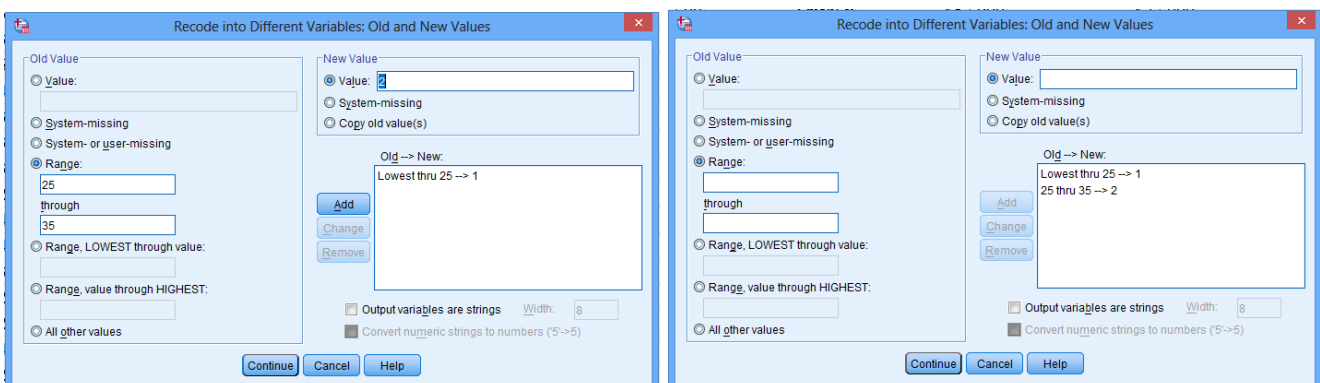 Recode into Different Variables: Old and New Values
Old Value
Value:
System-missing
System- or user-missing
Range:
25
through
35
Range, LOWEST through value:
Range, value through HIGHEST:
All other values
New Value
Value: 2
System-missing
Copy old value(s)
Old --> New:
Lowest thru 25 --> 1
Add
Change
Remove
Output variables are strings Width: 8
Convert numeric strings to numbers ('5'->5)
Continue Cancel Help
Recode into Different Variables: Old and New Values
Old Value
Value:
System-missing
System- or user-missing
Range:
through
Range, LOWEST through value:
Range, value through HIGHEST:
All other values
New Value
Value:
System-missing
Copy old value(s)
Old --> New:
Lowest thru 25 --> 1
25 thru 35 --> 2
Add
Change
Remove
Output variables are strings Width: 8
Convert numeric strings to numbers ('5'->5)
Continue Cancel Help